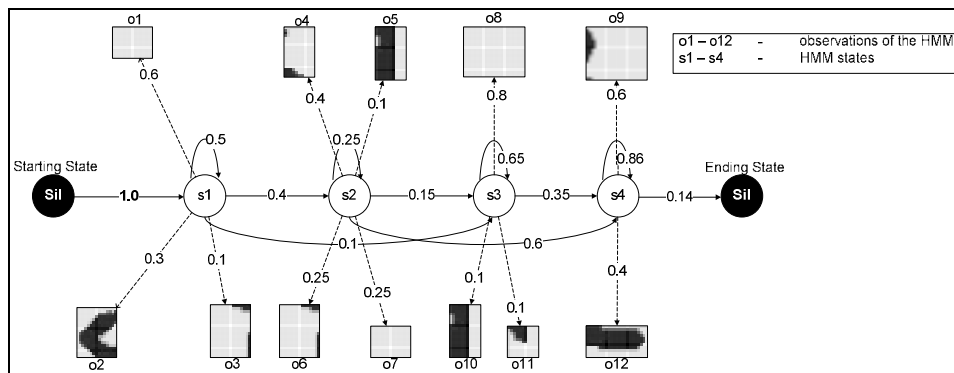 o1 o4 o5 o8 o9
o1 – o12 - observations of the HMM
s1 – s4 - HMM states
0.6 0.4 0.1 0.8 0.6
0.5 0.25 0.65 0.86
Starting State Ending State
Sil 1.0 s1 0.4 s2 0.15 s3 0.35 s4 0.14 Sil
0.1 0.6
0.3 0.1 0.25 0.25 0.1 0.1 0.4
o2 o3 o6 o7 o10 o11 o12